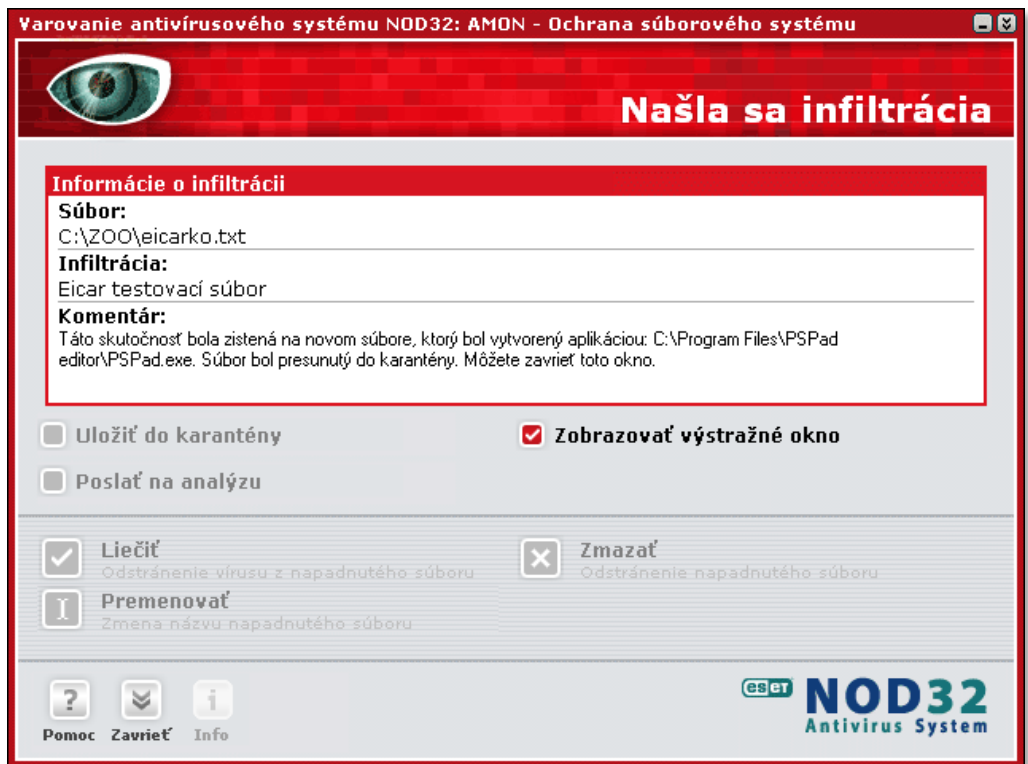 Varovanie antivírusového systému NOD32: AMON - Ochrana súborového systému
Našla sa infiltrácia
Informácie o infiltrácii
Súbor:
C:\ZOO\eicarko.txt
Infiltrácia:
Eicar testovací súbor
Komentár:
Táto skutočnosť bola zistená na novom súbore, ktorý bol vytvorený aplikáciou: C:\Program Files\PSPad
editor\PSPad.exe. Súbor bol presunutý do karantény. Môžete zavrieť toto okno.
Uložiť do karantény
Zobrazovať výstražné okno
Poslať na analýzu
Liečiť
Odstránenie vírusu z napadnutého súboru
Zmazať
Odstránenie napadnutého súboru
Premenovať
Zmena názvu napadnutého súboru
Pomoc Zavrieť Info
eset NOD32
Antivirus System